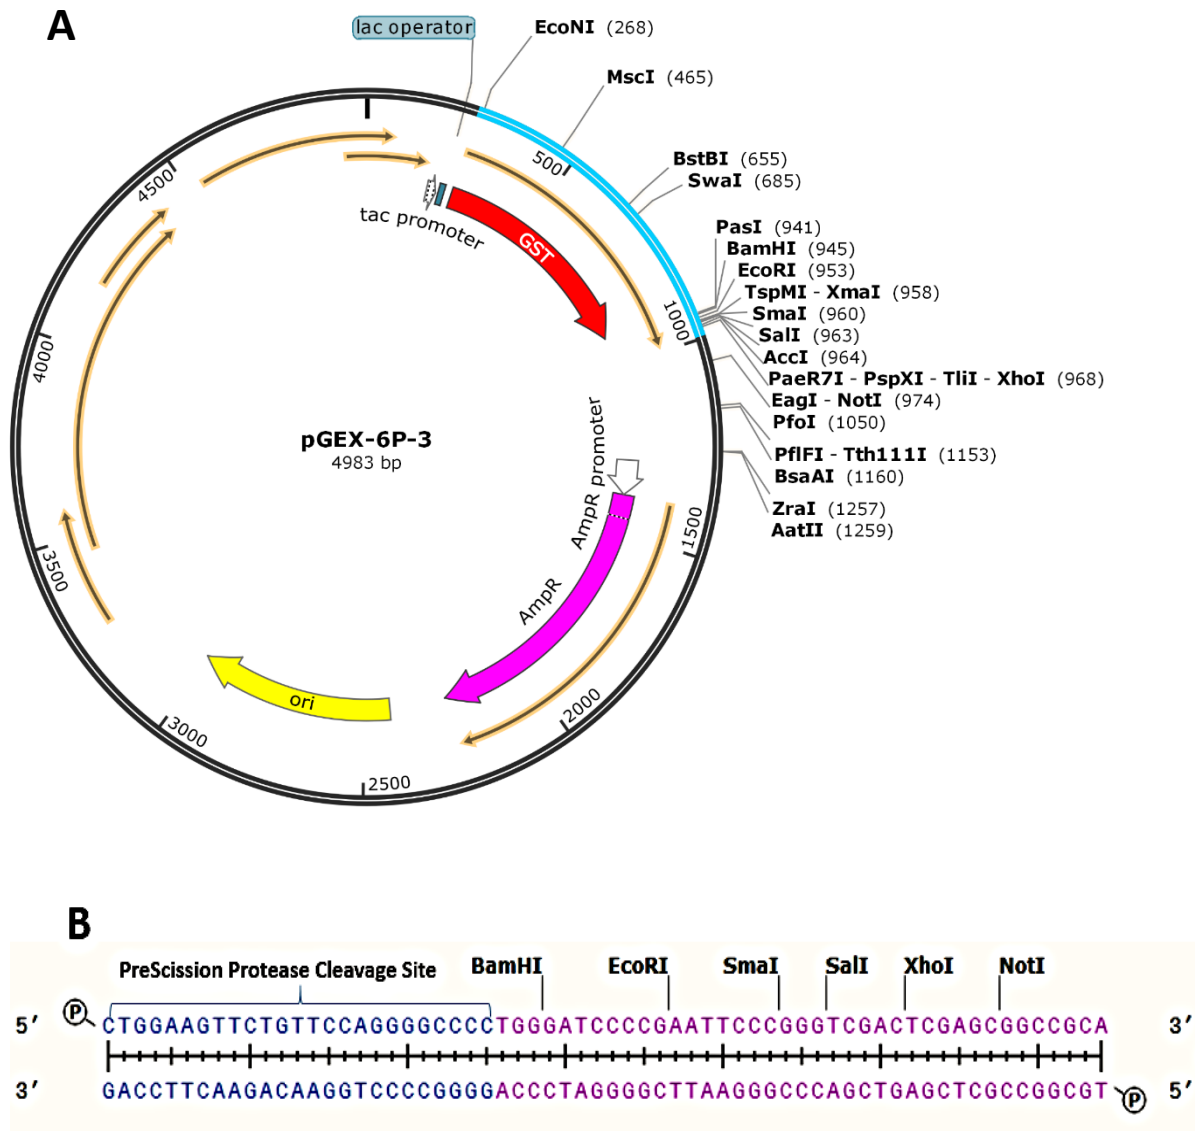 A
lac operator
EcoNI (268)
MscI (465)
BstBI (655)
SwaI (685)
PasI (941)
BamHI (945)
EcoRI (953)
TspMI - XmaI (958)
SmaI (960)
SalI (963)
AccI (964)
PaeR7I - PspXI - TliI - XhoI (968)
EagI - NotI (974)
PfoI (1050)
PflFI - Tth111I (1153)
BsaAI (1160)
ZraI (1257)
AatII (1259)
500
1000
1500
2000
2500
3000
3500
4000
4500
tac promoter
GST
pGEX-6P-3
4983 bp
AmpR promoter
AmpR
ori
B
PreScission Protease Cleavage Site BamHI EcoRI SmaI SalI XhoI NotI
5′ P CTGGAAGTTCTGTTCCAGGGGCCCCTGGGATCCCCGAATTCCCGGGTCGACTCGAGCGGCCGCA 3′
3′ GACCTTCAAGACAAGGTCCCCGGGGACCCTAGGGGCTTAAGGGCCCAGCTGAGCTCGCCGGCGT P 5′